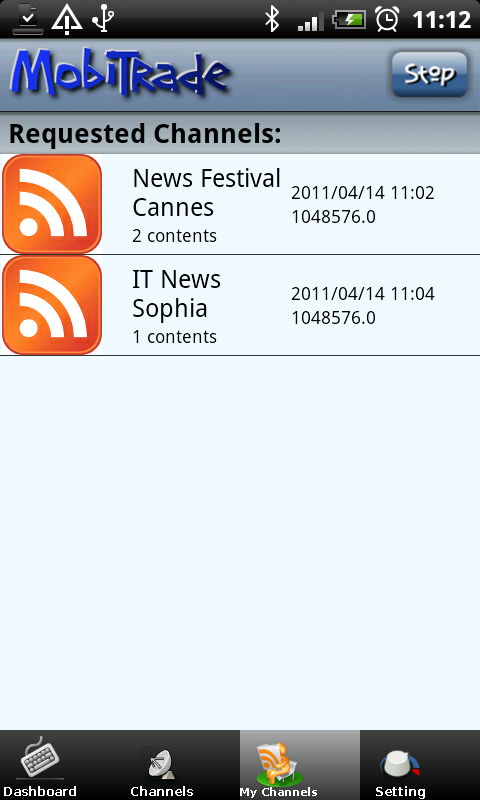 11:12
MobiTrade
Stop
Requested Channels:
News Festival
Cannes
2 contents
2011/04/14 11:02
1048576.0
IT News
Sophia
1 contents
2011/04/14 11:04
1048576.0
Dashboard
Channels
My Channels
Setting